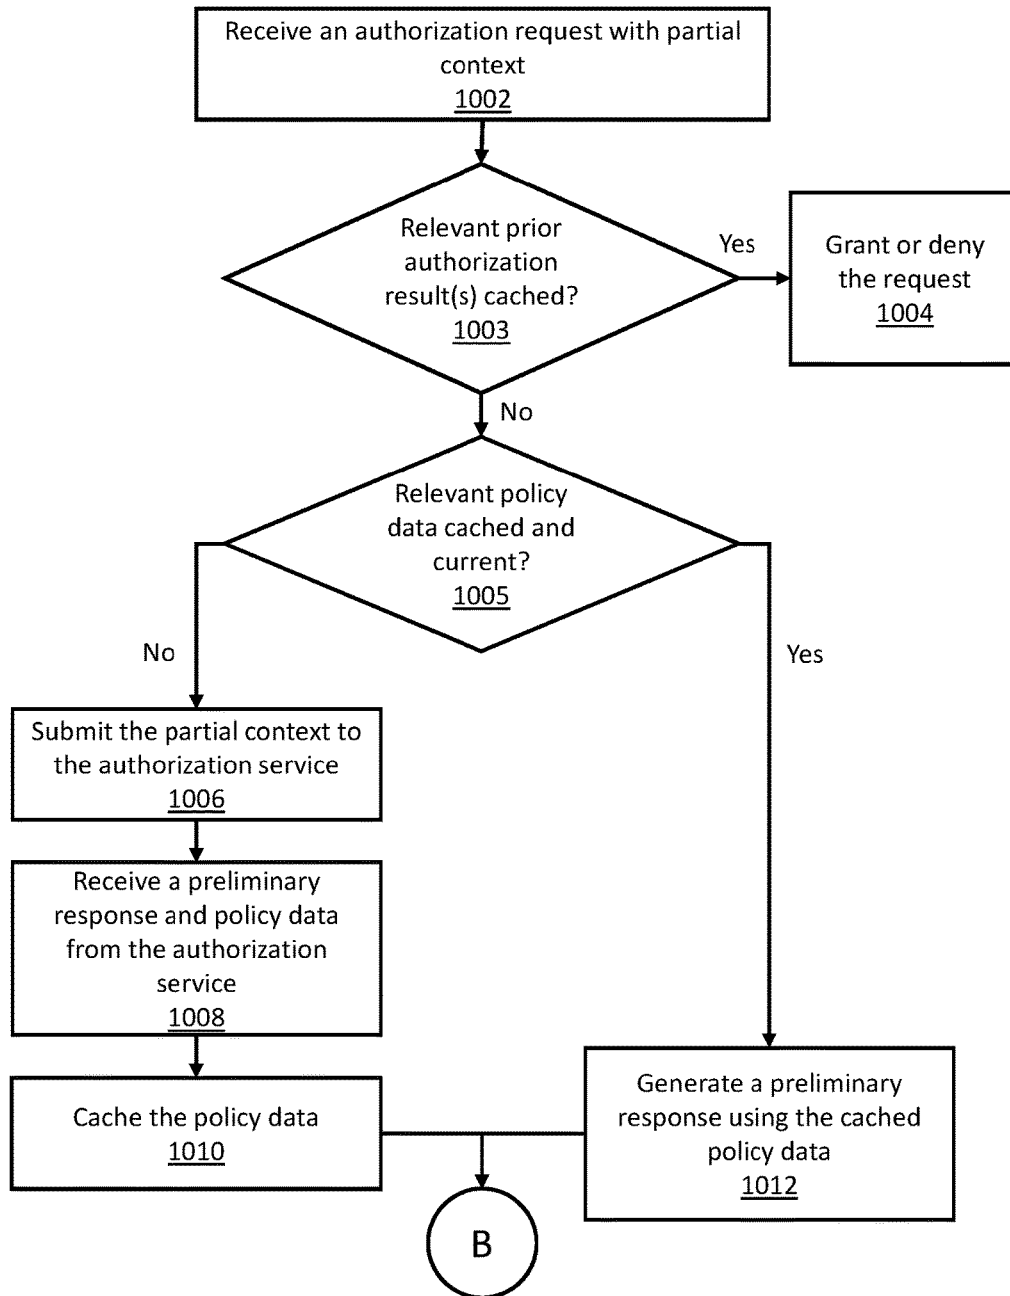 Receive an authorization request with partial
context
1002
Relevant prior
authorization
result(s) cached?
1003
Yes
Grant or deny
the request
1004
No
Relevant policy
data cached and
current?
1005
No
Yes
Submit the partial context to
the authorization service
1006
Receive a preliminary
response and policy data
from the authorization
service
1008
Cache the policy data
1010
Generate a preliminary
response using the cached
policy data
1012
B